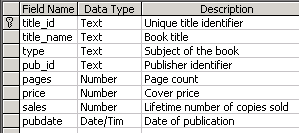 Field Name Data Type Description
title_id Text Unique title identifier
title_name Text Book title
type Text Subject of the book
pub_id Text Publisher identifier
pages Number Page count
price Number Cover price
sales Number Lifetime number of copies sold
pubdate Date/Tim Date of publication